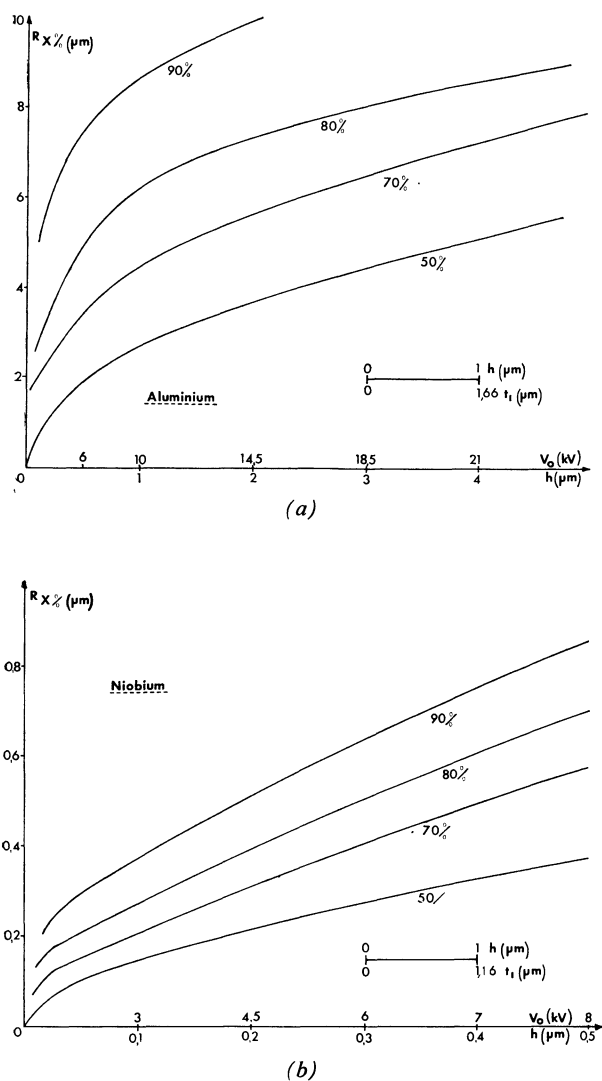 10
R X% (μm)
90%
8
80%
6
70%
50%
4
0 1 h (μm)
0 1,66 t₁ (μm)
2
Aluminium
6 10 14,5 18,5 21 V₀ (kV)
0 1 2 3 4 h (μm)
(a)
R X% (μm)
0,8
Niobium
90%
0,6
80%
70%
0,4
50/
0,2
0 1 h (μm)
0 1,16 t₁ (μm)
3 4,5 6 7 V₀ (kV) 8
0 0,1 0,2 0,3 0,4 h (μm) 0,5
(b)